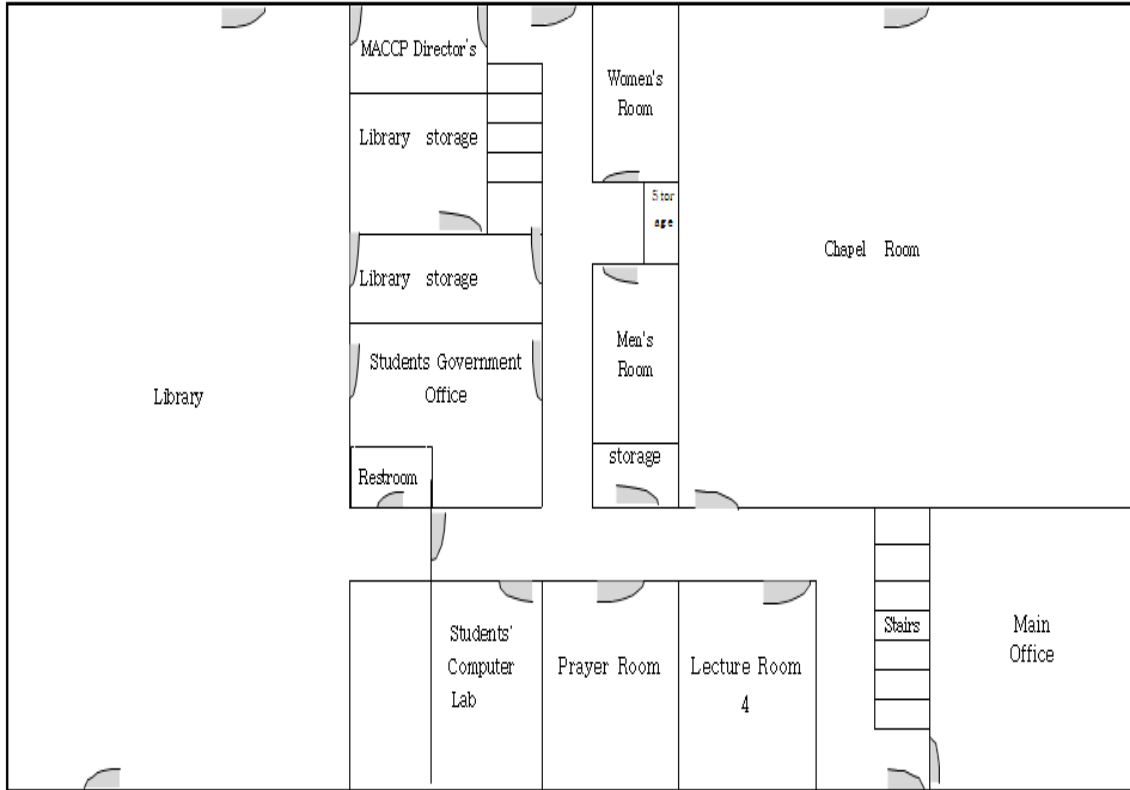 MACCP Director's
Library storage
Library storage
Students Government
Office
Restroom
Library
Women's
Room
Stor
age
Men's
Room
storage
Chapel Room
Students'
Computer
Lab
Prayer Room
Lecture Room
4
Stairs
Main
Office